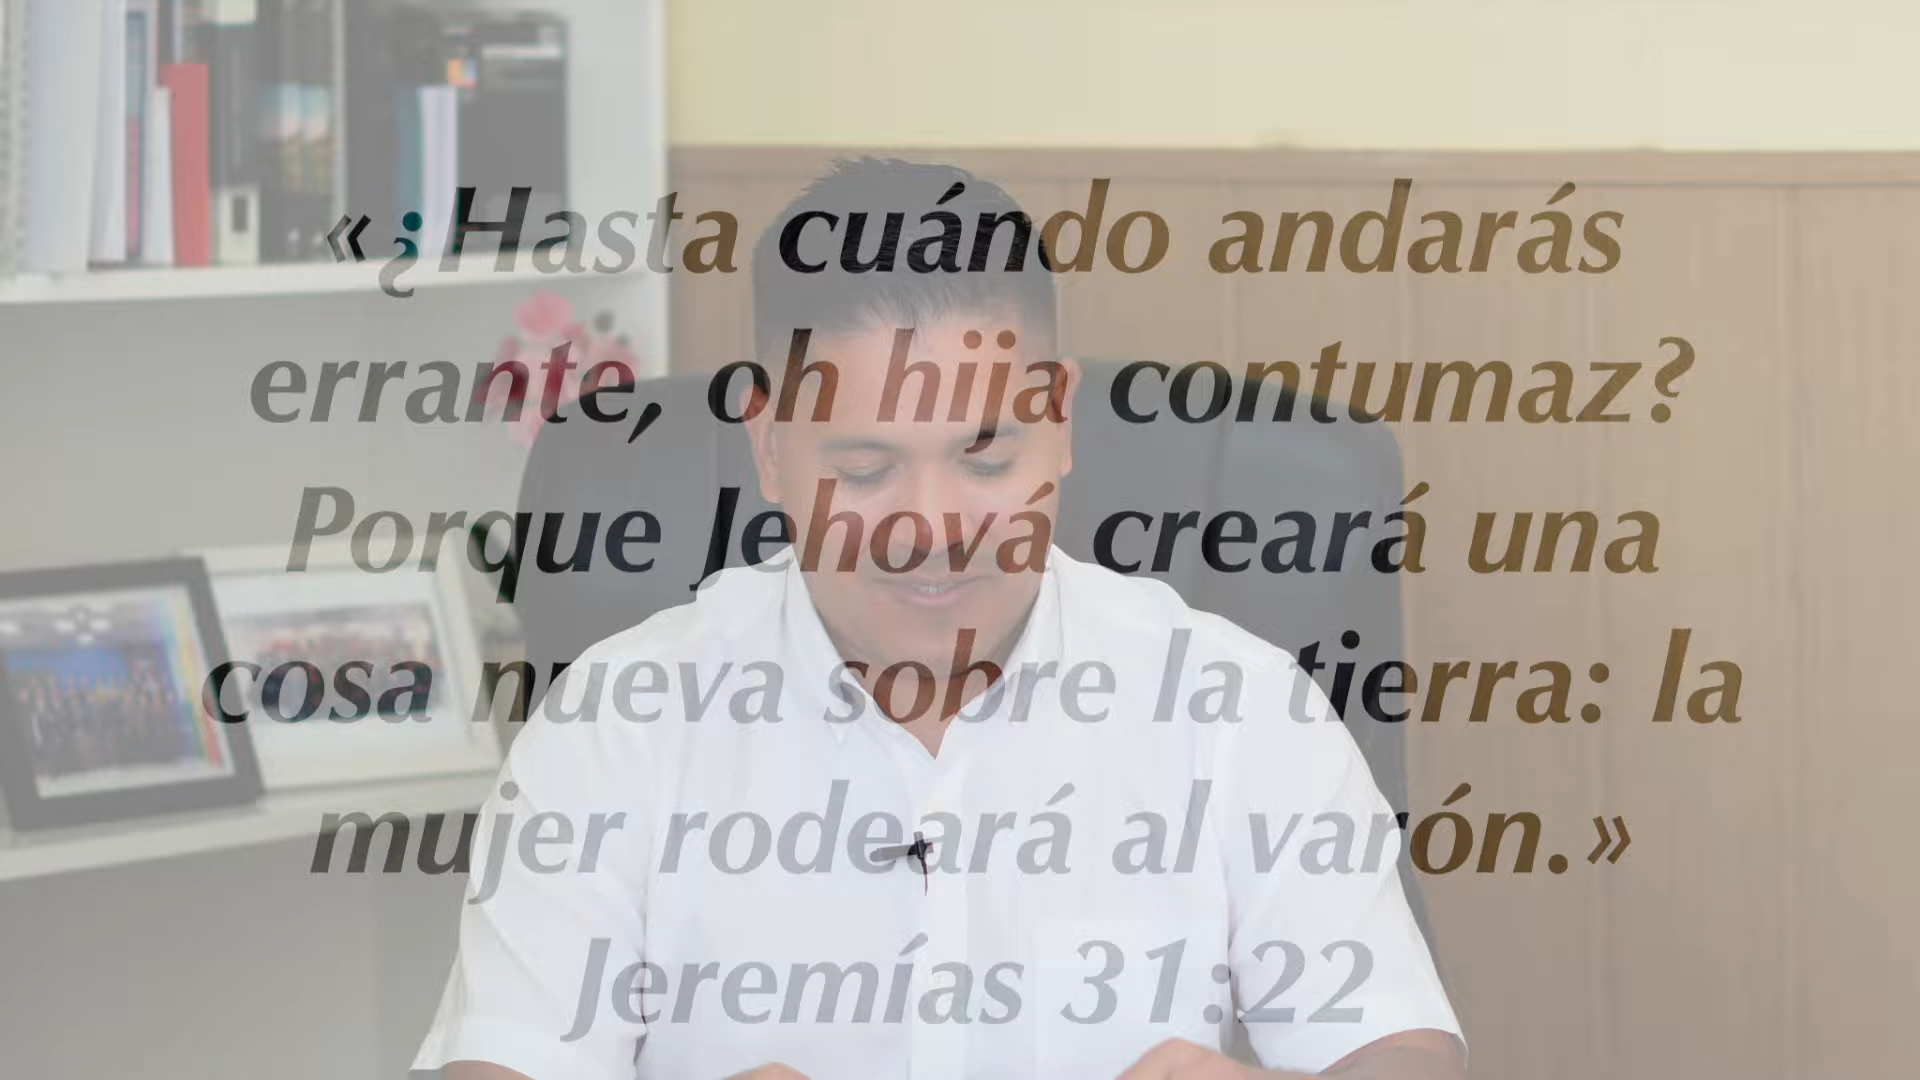 «¿Hasta cuándo andarás
errante, oh hija contumaz?
Porque Jehová creará una
cosa nueva sobre la tierra: la
mujer rodeará al varón.»
Jeremías 31:22